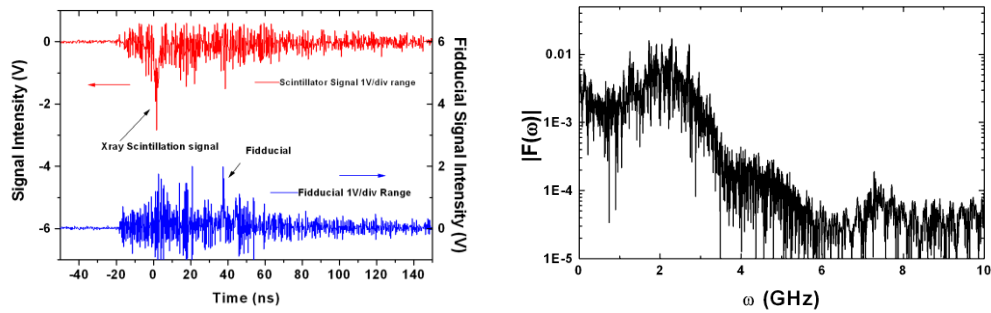 0
-2
-4
-6
6
4
2
0
-40 -20 0 20 40 60 80 100 120 140
Time (ns)
Signal Intensity (V)
Fidducial Signal Intensity (V)
Scintillator Signal 1V/div range
Xray Scintillation signal
Fidducial
Fidducial 1V/div Range
0.01
1E-3
1E-4
1E-5
0 2 4 6 8 10
ω (GHz)
|F(ω)|